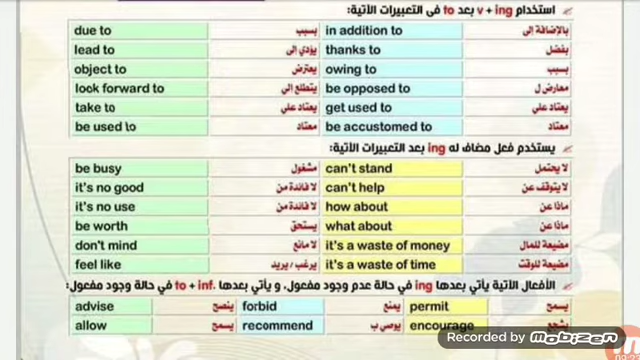 استخدام v + ing بعد to فى التعبيرات الآتية:
due to بسبب in addition to بالإضافة إلى
lead to يؤدي إلى thanks to بفضل
object to يعترض owing to بسبب
look forward to يتطلع إلي be opposed to معارض ل
take to يعتاد علي get used to يعتاد علي
be used to معتاد be accustomed to معتاد
يستخدم فعل مضاف له ing بعد التعبيرات الآتية:
be busy مشغول can't stand لا يحتمل
it's no good لا فائدة من can't help لا يتوقف عن
it's no use لا فائدة من how about ماذا عن
be worth يستحق what about ماذا عن
don't mind لا مانع it's a waste of money مضيعة للمال
feel like يرغب / يريد it's a waste of time مضيعة للوقت
الأفعال الآتية يأتي بعدها ing في حالة عدم وجود مفعول، و يأتي بعدها to + inf. في حالة وجود مفعول:
advise ينصح forbid يمنع permit يسمح
allow يسمح recommend يوصي ب encourage يشجع
Recorded by Mobizen